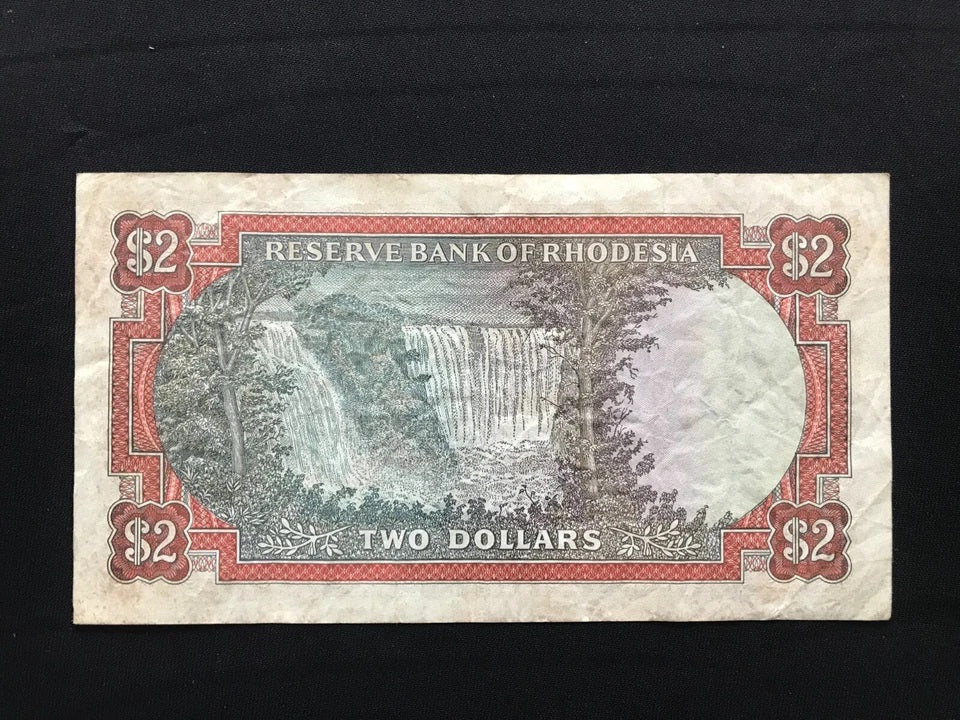 $2 $2
RESERVE BANK OF RHODESIA
$2 TWO DOLLARS $2